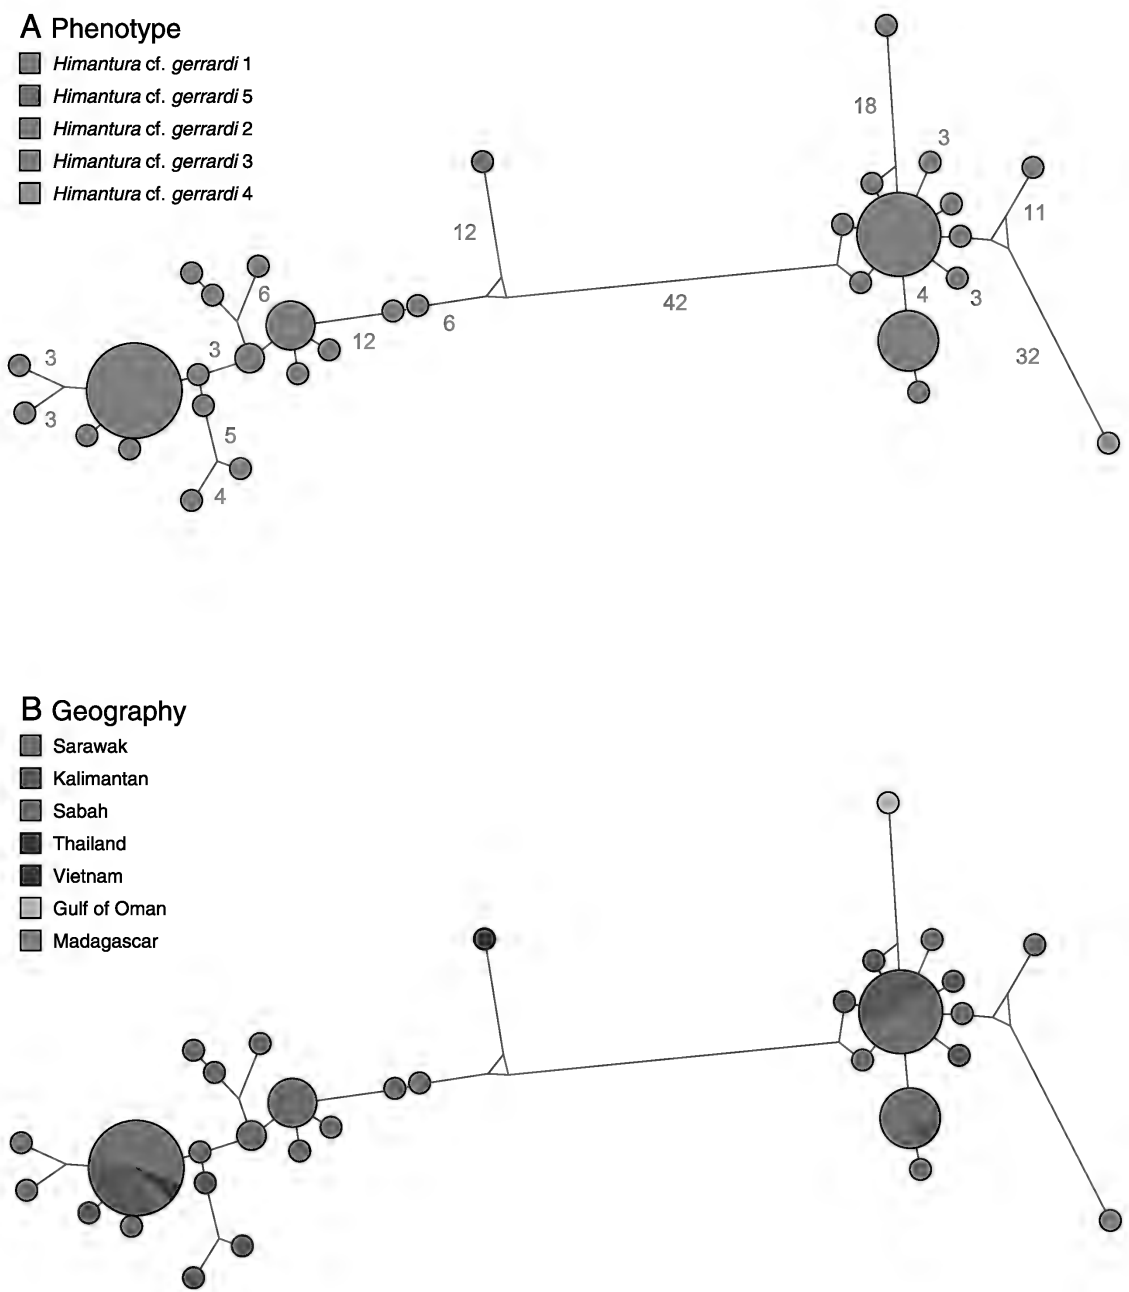 A Phenotype
Himantura cf. gerrardi 1
Himantura cf. gerrardi 5
Himantura cf. gerrardi 2
Himantura cf. gerrardi 3
Himantura cf. gerrardi 4
18
3
11
12
6
42
4
3
6
12
3
3
32
3
5
4
B Geography
Sarawak
Kalimantan
Sabah
Thailand
Vietnam
Gulf of Oman
Madagascar